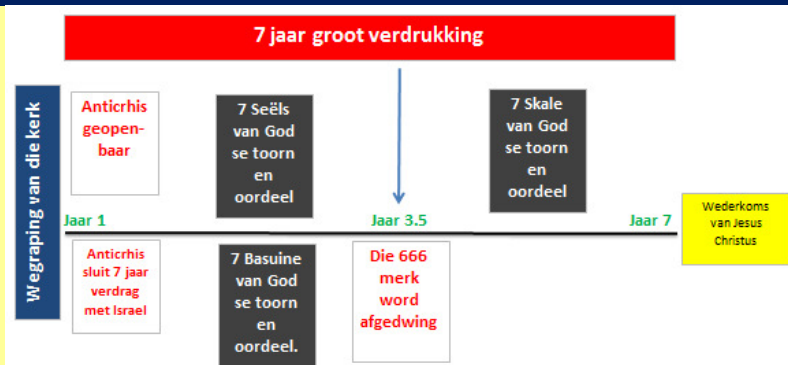 7 jaar groot verdrukking
Wegraping van die kerk
Anticrhis
geopen-
baar
7 Seëls
van God
se toorn
en
oordeel
7 Skale
van God
se toorn
en
oordeel
Jaar 1
Jaar 3.5
Jaar 7
Wederkoms
van Jesus
Christus
Anticrhis
sluit 7 jaar
verdrag
met Israel
7 Basuine
van God
se toorn
en
oordeel.
Die 666
merk
word
afgedwing